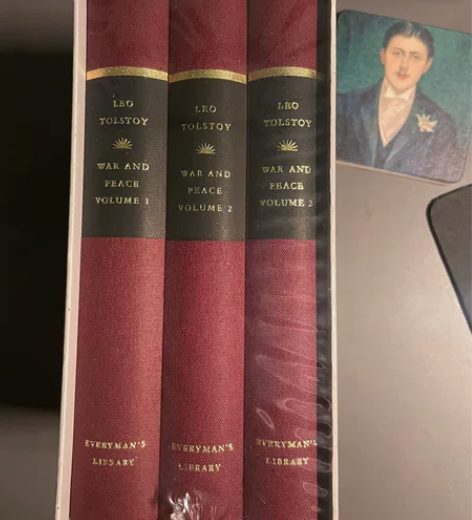 LEO
TOLSTOY
WAR AND
PEACE
VOLUME 1
EVERYMAN'S
LIBRARY
LEO
TOLSTOY
WAR AND
PEACE
VOLUME 2
EVERYMAN'S
LIBRARY
LEO
TOLSTOY
WAR AND
PEACE
VOLUME 3
EVERYMAN'S
LIBRARY